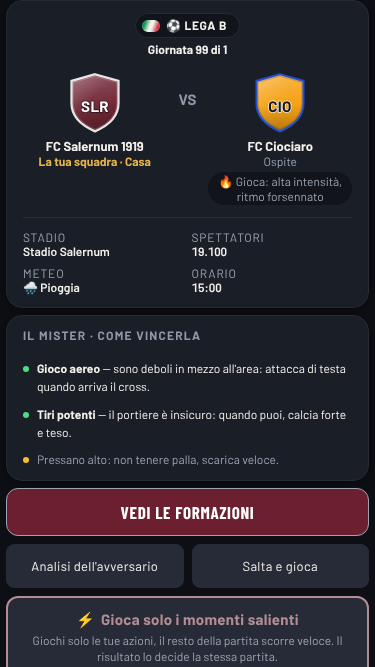 LEGA B
Giornata 99 di 1
SLR
VS
CIO
FC Salernum 1919
FC Ciociaro
La tua squadra · Casa
Ospite
Gioca: alta intensità,
ritmo forsennato
STADIO
SPETTATORI
Stadio Salernum
19.100
METEO
ORARIO
Pioggia
15:00
IL MISTER · COME VINCERLA
Gioco aereo — sono deboli in mezzo all'area: attacca di testa
quando arriva il cross.
Tiri potenti — il portiere è insicuro: quando puoi, calcia forte
e teso.
Pressano alto: non tenere palla, scarica veloce.
VEDI LE FORMAZIONI
Analisi dell'avversario
Salta e gioca
Gioca solo i momenti salienti
Giochi solo le tue azioni, il resto della partita scorre veloce. Il
risultato lo decide la stessa partita.